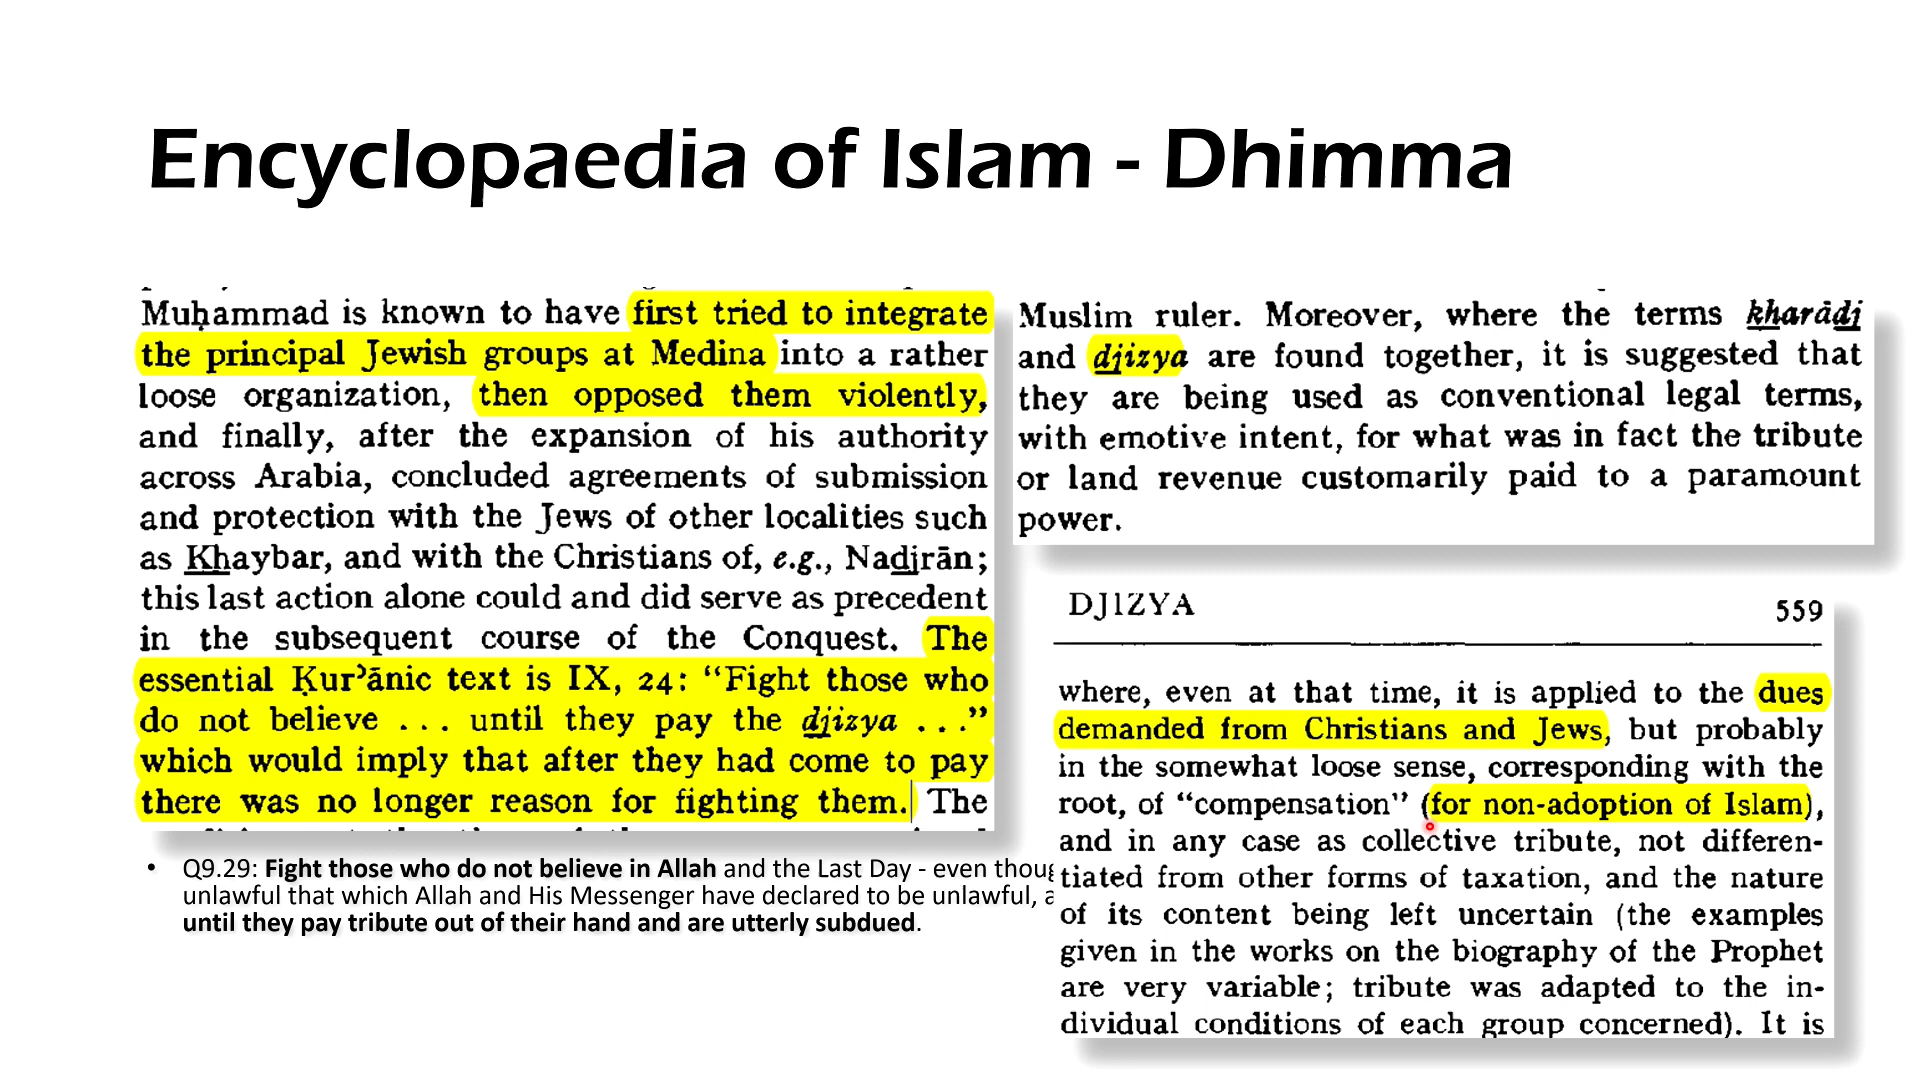 Encyclopaedia of Islam - Dhimma
Muḥammad is known to have first tried to integrate
the principal Jewish groups at Medina into a rather
loose organization, then opposed them violently,
and finally, after the expansion of his authority
across Arabia, concluded agreements of submission
and protection with the Jews of other localities such
as Khaybar, and with the Christians of, e.g., Nadjrān;
this last action alone could and did serve as precedent
in the subsequent course of the Conquest. The
essential Ḳurʾānic text is IX, 24: “Fight those who
do not believe . . . until they pay the djizya . . .”
which would imply that after they had come to pay
there was no longer reason for fighting them. The
• Q9.29: Fight those who do not believe in Allah and the Last Day - even thoug
unlawful that which Allah and His Messenger have declared to be unlawful, a
until they pay tribute out of their hand and are utterly subdued.
Muslim ruler. Moreover, where the terms kharādj
and djizya are found together, it is suggested that
they are being used as conventional legal terms,
with emotive intent, for what was in fact the tribute
or land revenue customarily paid to a paramount
power.
DJIZYA 559
where, even at that time, it is applied to the dues
demanded from Christians and Jews, but probably
in the somewhat loose sense, corresponding with the
root, of “compensation” (for non-adoption of Islam),
and in any case as collective tribute, not differen-
tiated from other forms of taxation, and the nature
of its content being left uncertain (the examples
given in the works on the biography of the Prophet
are very variable; tribute was adapted to the in-
dividual conditions of each group concerned). It is